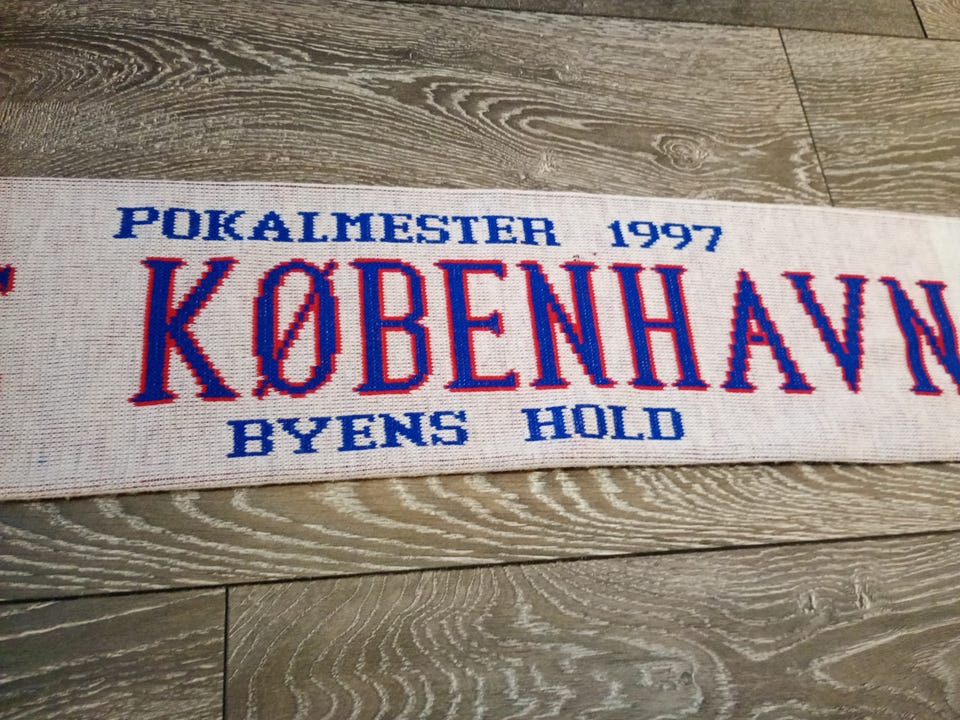 POKALMESTER 1997
KØBENHAVN
BYENS HOLD